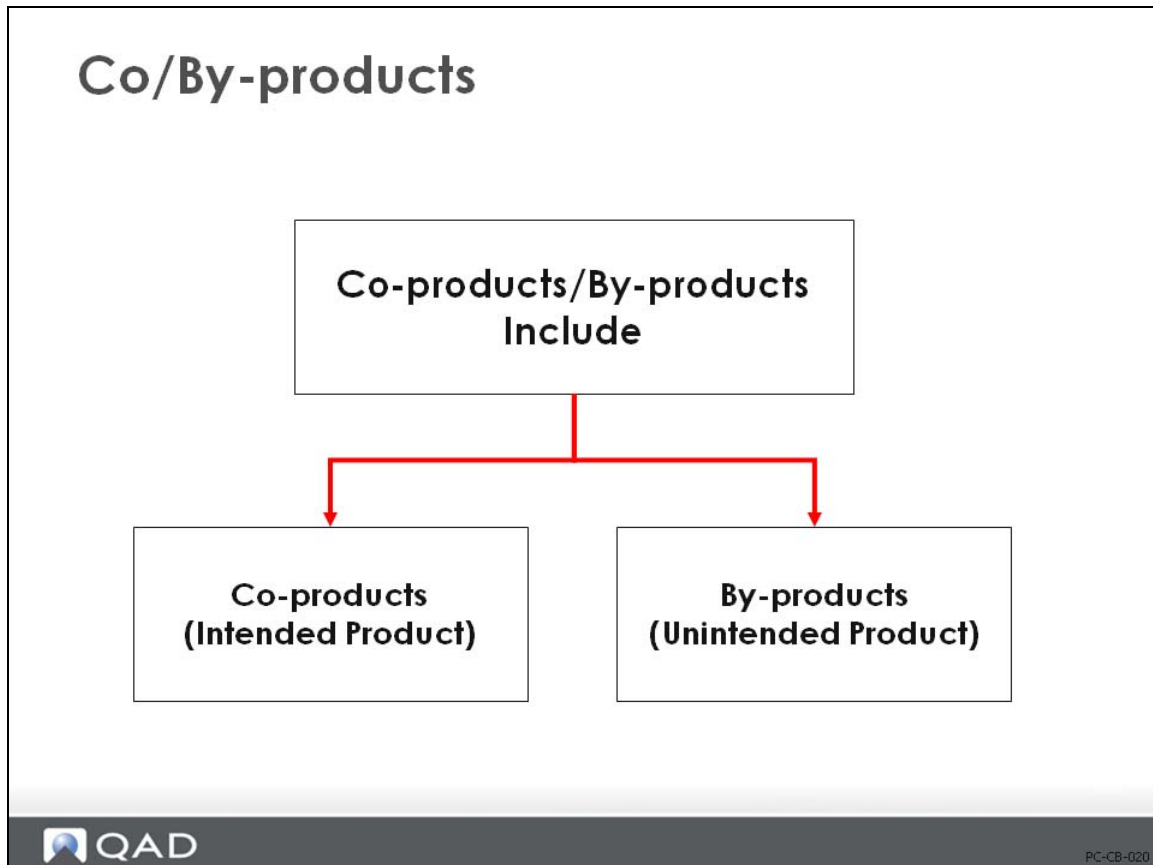 Co/By-products
Co-products/By-products
Include
Co-products
(Intended Product)
By-products
(Unintended Product)
QAD
PC-CB-020